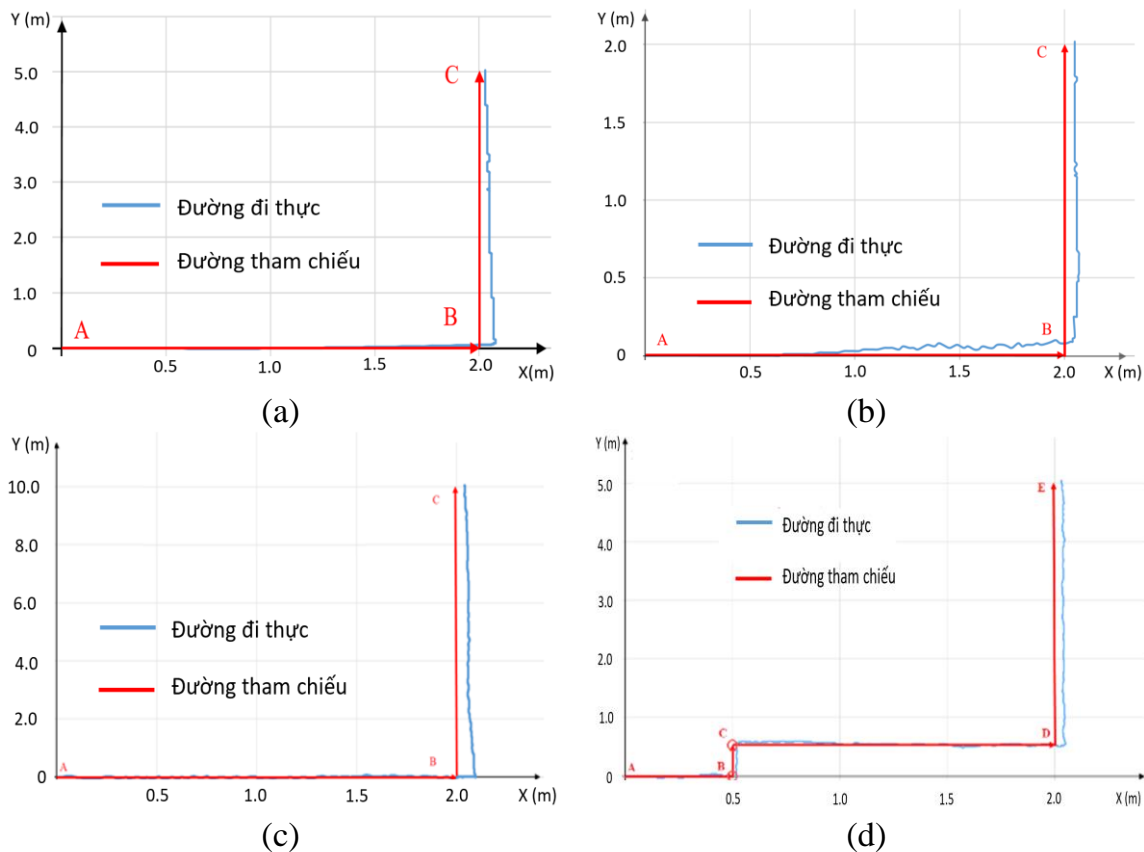 Y (m)
5.0
C
4.0
3.0
Đường đi thực
2.0
Đường tham chiếu
1.0
A
B
0
0.5
1.0
1.5
2.0
X(m)
(a)
Y (m)
2.0
C
1.5
1.0
Đường đi thực
0.5
Đường tham chiếu
A
B
0
0.5
1.0
1.5
2.0
X(m)
(b)
Y (m)
10.0
C
8.0
6.0
Đường đi thực
4.0
Đường tham chiếu
2.0
A
B
0
0.5
1.0
1.5
2.0
X (m)
(c)
Y (m)
5.0
E
Đường đi thực
4.0
Đường tham chiếu
3.0
2.0
1.0
C
D
A
B
0
0.5
1.0
1.5
2.0
X (m)
(d)